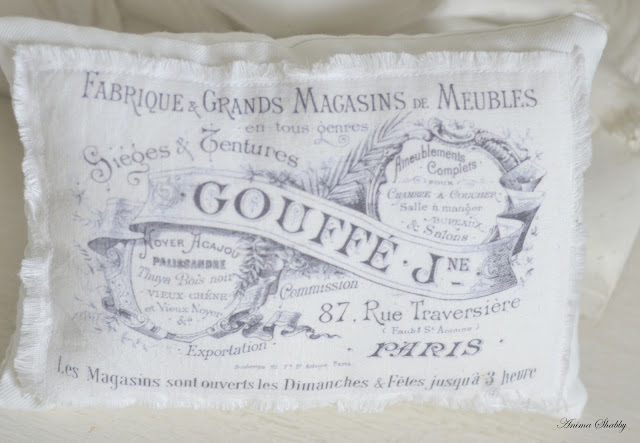 FABRIQUE & GRANDS MAGASINS DE MEUBLES
en tous genres
Sièges & Tentures
Ameublements
Complets
POUR
CHAMBRE A COUCHER
Salle à manger
BUREAUX
& Salons
GOUFFÉ JNE
NOYER ACAJOU
PALISSANDRE
Thuya Bois noir
VIEUX-CHÊNE
et Vieux Noyer
&c
Commission
Exportation
87, Rue Traversière
(Faubg St Antoine)
PARIS
Les Magasins sont ouverts les Dimanches & Fêtes jusqu'à 3 heure
Anima Shabby